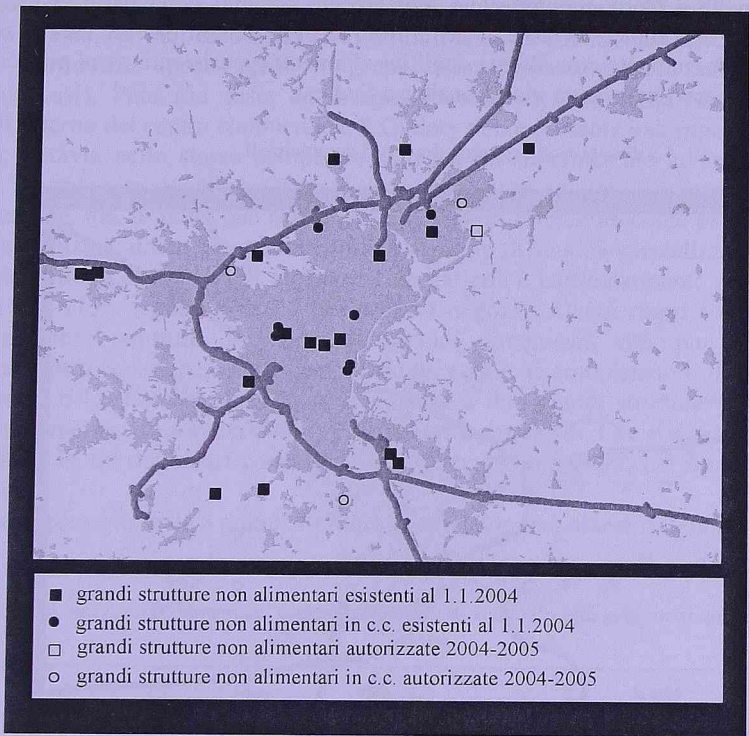 grandi strutture non alimentari esistenti al 1.1.2004
grandi strutture non alimentari in c.c. esistenti al 1.1.2004
grandi strutture non alimentari autorizzate 2004-2005
grandi strutture non alimentari in c.c. autorizzate 2004-2005